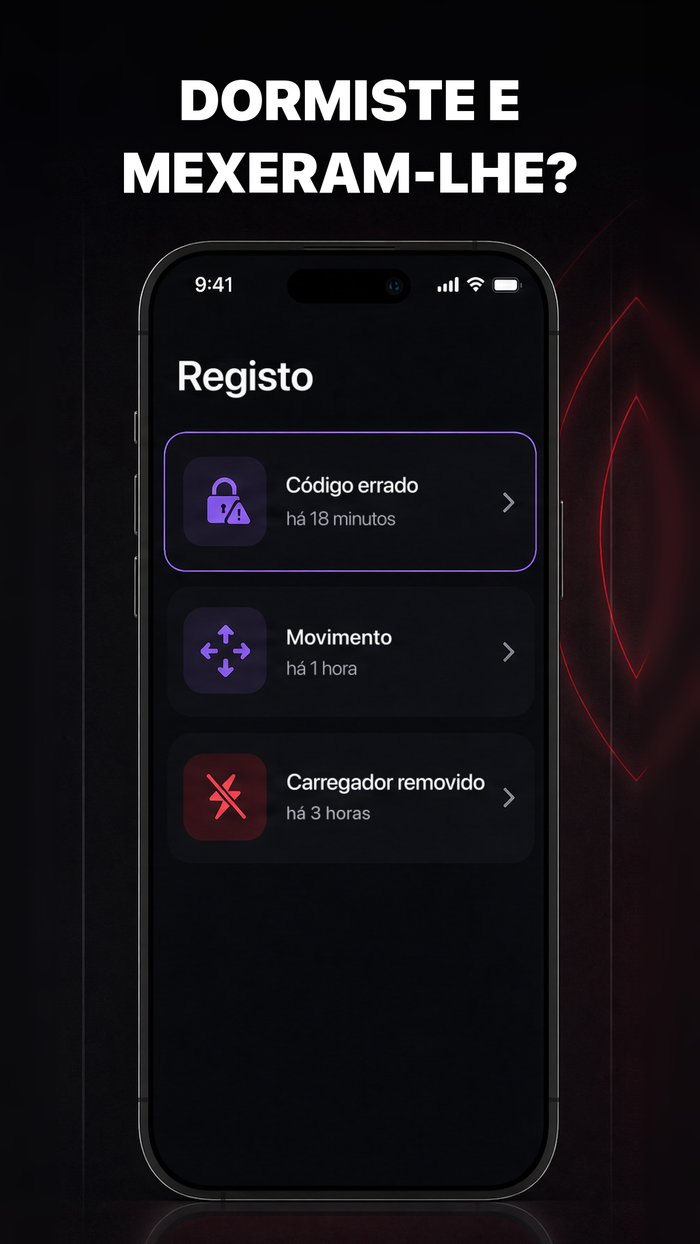 DORMISTE E
MEXERAM-LHE?
9:41
Registo
Código errado
há 18 minutos
Movimento
há 1 hora
Carregador removido
há 3 horas